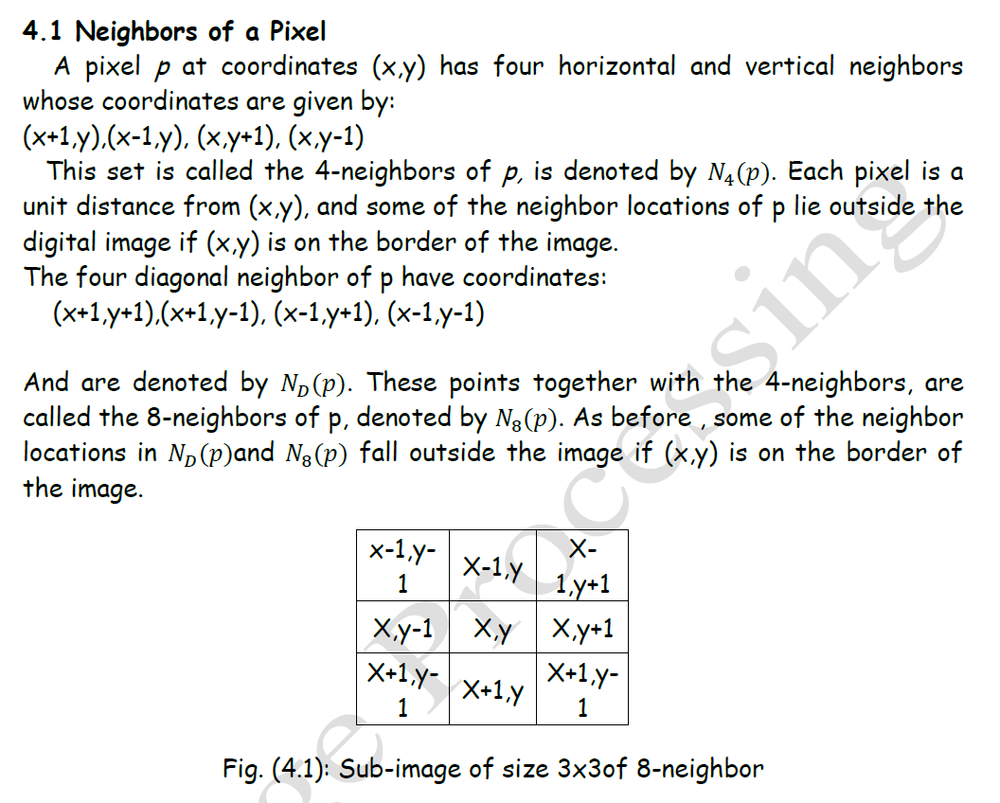 4.1 Neighbors of a Pixel
A pixel p at coordinates (x,y) has four horizontal and vertical neighbors
whose coordinates are given by:
(x+1,y),(x-1,y), (x,y+1), (x,y-1)
This set is called the 4-neighbors of p, is denoted by N₄(p). Each pixel is a
unit distance from (x,y), and some of the neighbor locations of p lie outside the
digital image if (x,y) is on the border of the image.
The four diagonal neighbor of p have coordinates:
(x+1,y+1),(x+1,y-1), (x-1,y+1), (x-1,y-1)
And are denoted by N_D(p). These points together with the 4-neighbors, are
called the 8-neighbors of p, denoted by N₈(p). As before , some of the neighbor
locations in N_D(p)and N₈(p) fall outside the image if (x,y) is on the border of
the image.
x-1,y-1 X-1,y X-1,y+1
X,y-1 X,y X,y+1
X+1,y-1 X+1,y X+1,y-1
Fig. (4.1): Sub-image of size 3x3of 8-neighbor
ge Processing